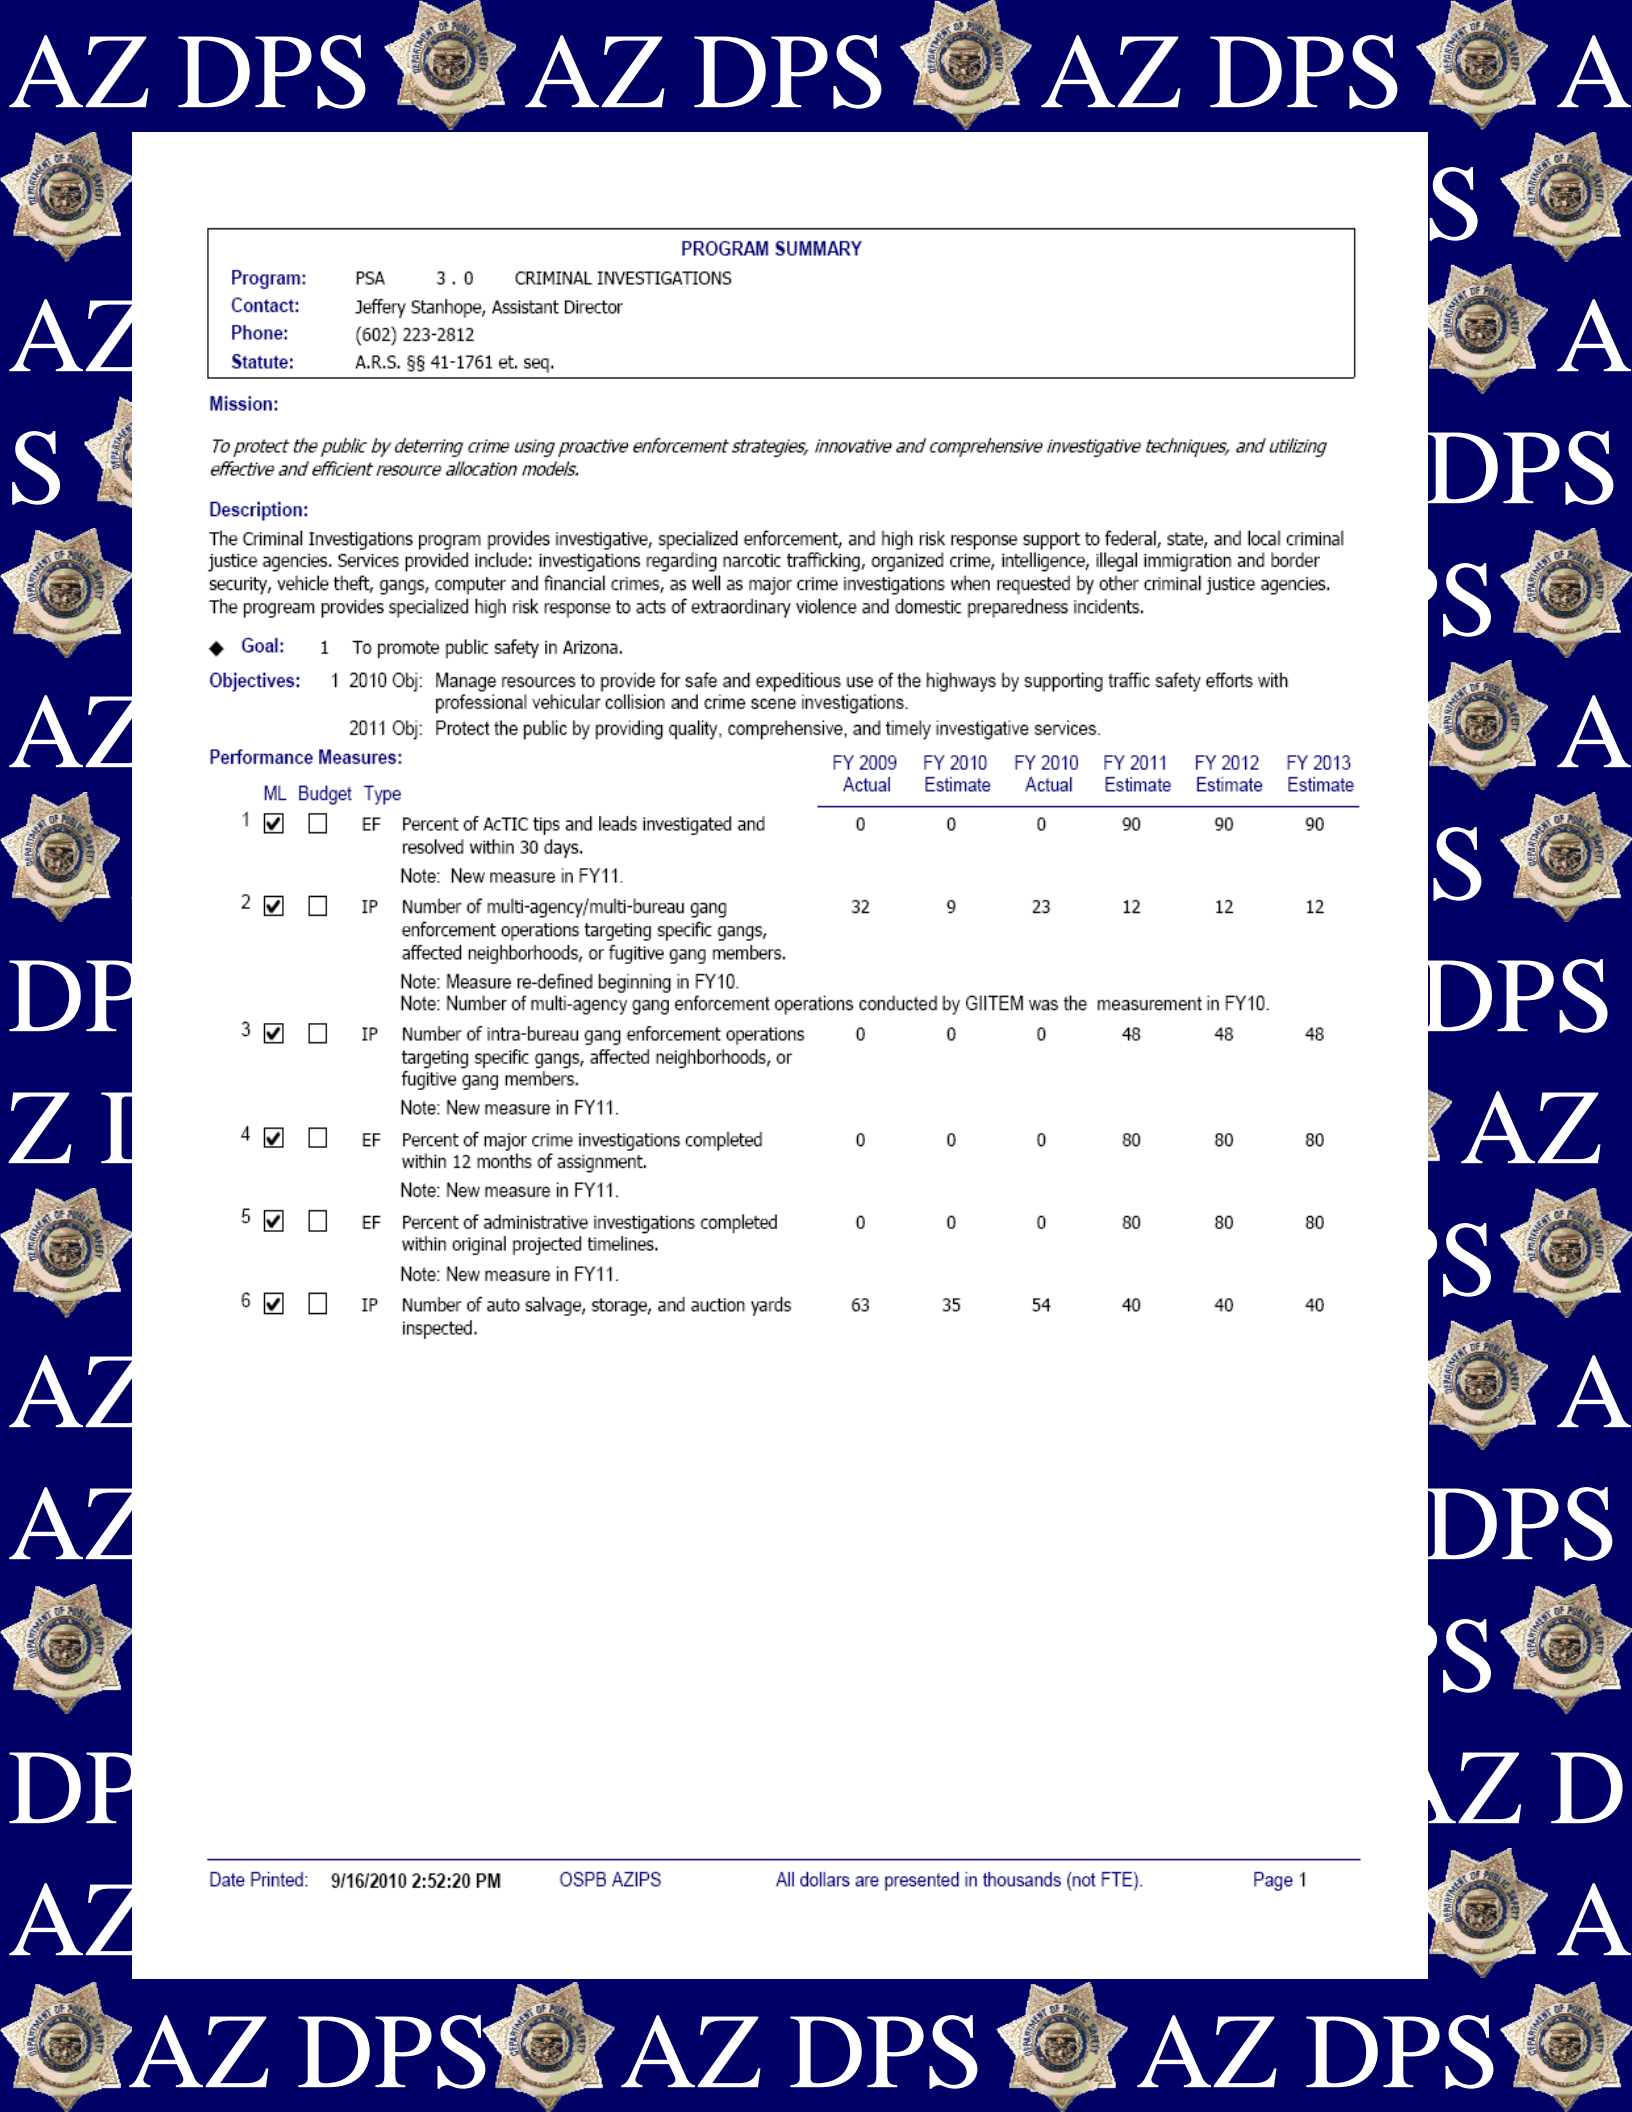 AZ DPS AZ DPS AZ DPS A
S
AZ A
S DPS
S
AZ A
S
DP DPS
Z D AZ
S
AZ A
AZ DPS
S
DP AZ D
AZ A
AZ DPS AZ DPS AZ DPS
DEPARTMENT OF PUBLIC SAFETY
PROGRAM SUMMARY
Program: PSA 3 . 0 CRIMINAL INVESTIGATIONS
Contact: Jeffery Stanhope, Assistant Director
Phone: (602) 223-2812
Statute: A.R.S. §§ 41-1761 et. seq.
Mission:
To protect the public by deterring crime using proactive enforcement strategies, innovative and comprehensive investigative techniques, and utilizing
effective and efficient resource allocation models.
Description:
The Criminal Investigations program provides investigative, specialized enforcement, and high risk response support to federal, state, and local criminal
justice agencies. Services provided include: investigations regarding narcotic trafficking, organized crime, intelligence, illegal immigration and border
security, vehicle theft, gangs, computer and financial crimes, as well as major crime investigations when requested by other criminal justice agencies.
The progream provides specialized high risk response to acts of extraordinary violence and domestic preparedness incidents.
◆ Goal: 1 To promote public safety in Arizona.
Objectives: 1 2010 Obj: Manage resources to provide for safe and expeditious use of the highways by supporting traffic safety efforts with
professional vehicular collision and crime scene investigations.
2011 Obj: Protect the public by providing quality, comprehensive, and timely investigative services.
Performance Measures: FY 2009 FY 2010 FY 2010 FY 2011 FY 2012 FY 2013
Actual Estimate Actual Estimate Estimate Estimate
ML Budget Type
1 EF Percent of AcTIC tips and leads investigated and 0 0 0 90 90 90
resolved within 30 days.
Note: New measure in FY11.
2 IP Number of multi-agency/multi-bureau gang 32 9 23 12 12 12
enforcement operations targeting specific gangs,
affected neighborhoods, or fugitive gang members.
Note: Measure re-defined beginning in FY10.
Note: Number of multi-agency gang enforcement operations conducted by GIITEM was the measurement in FY10.
3 IP Number of intra-bureau gang enforcement operations 0 0 0 48 48 48
targeting specific gangs, affected neighborhoods, or
fugitive gang members.
Note: New measure in FY11.
4 EF Percent of major crime investigations completed 0 0 0 80 80 80
within 12 months of assignment.
Note: New measure in FY11.
5 EF Percent of administrative investigations completed 0 0 0 80 80 80
within original projected timelines.
Note: New measure in FY11.
6 IP Number of auto salvage, storage, and auction yards 63 35 54 40 40 40
inspected.
Date Printed: 9/16/2010 2:52:20 PM OSPB AZIPS All dollars are presented in thousands (not FTE). Page 1